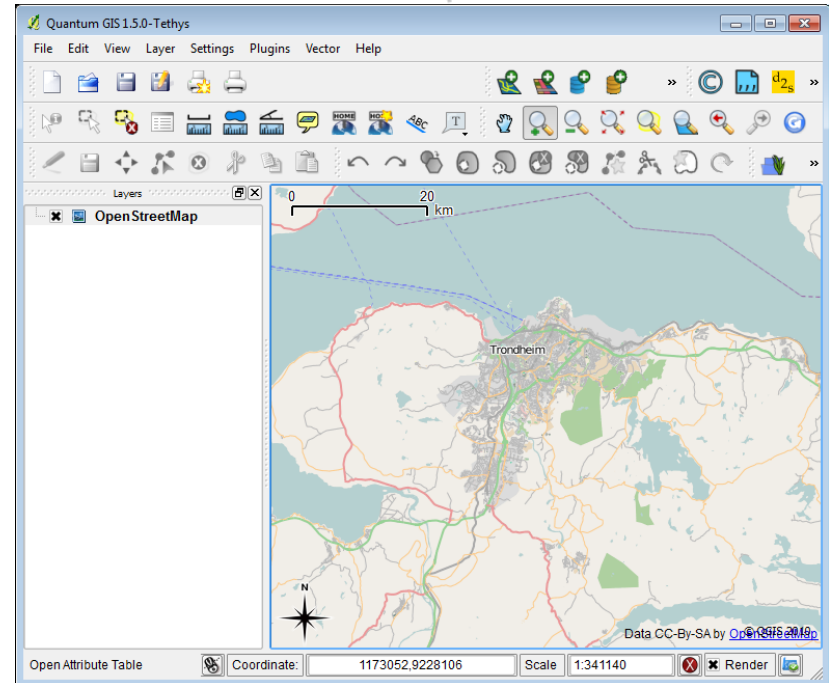 Quantum GIS 1.5.0-Tethys
File Edit View Layer Settings Plugins Vector Help
» © ,,, d2s »
HOME HOME ABC T
»
Layers
OpenStreetMap
0 20
km
Trondheim
N
Data CC-By-SA by OpenStreetMap
© QGIS 2010
Open Attribute Table Coordinate: 1173052,9228106 Scale 1:341140 Render